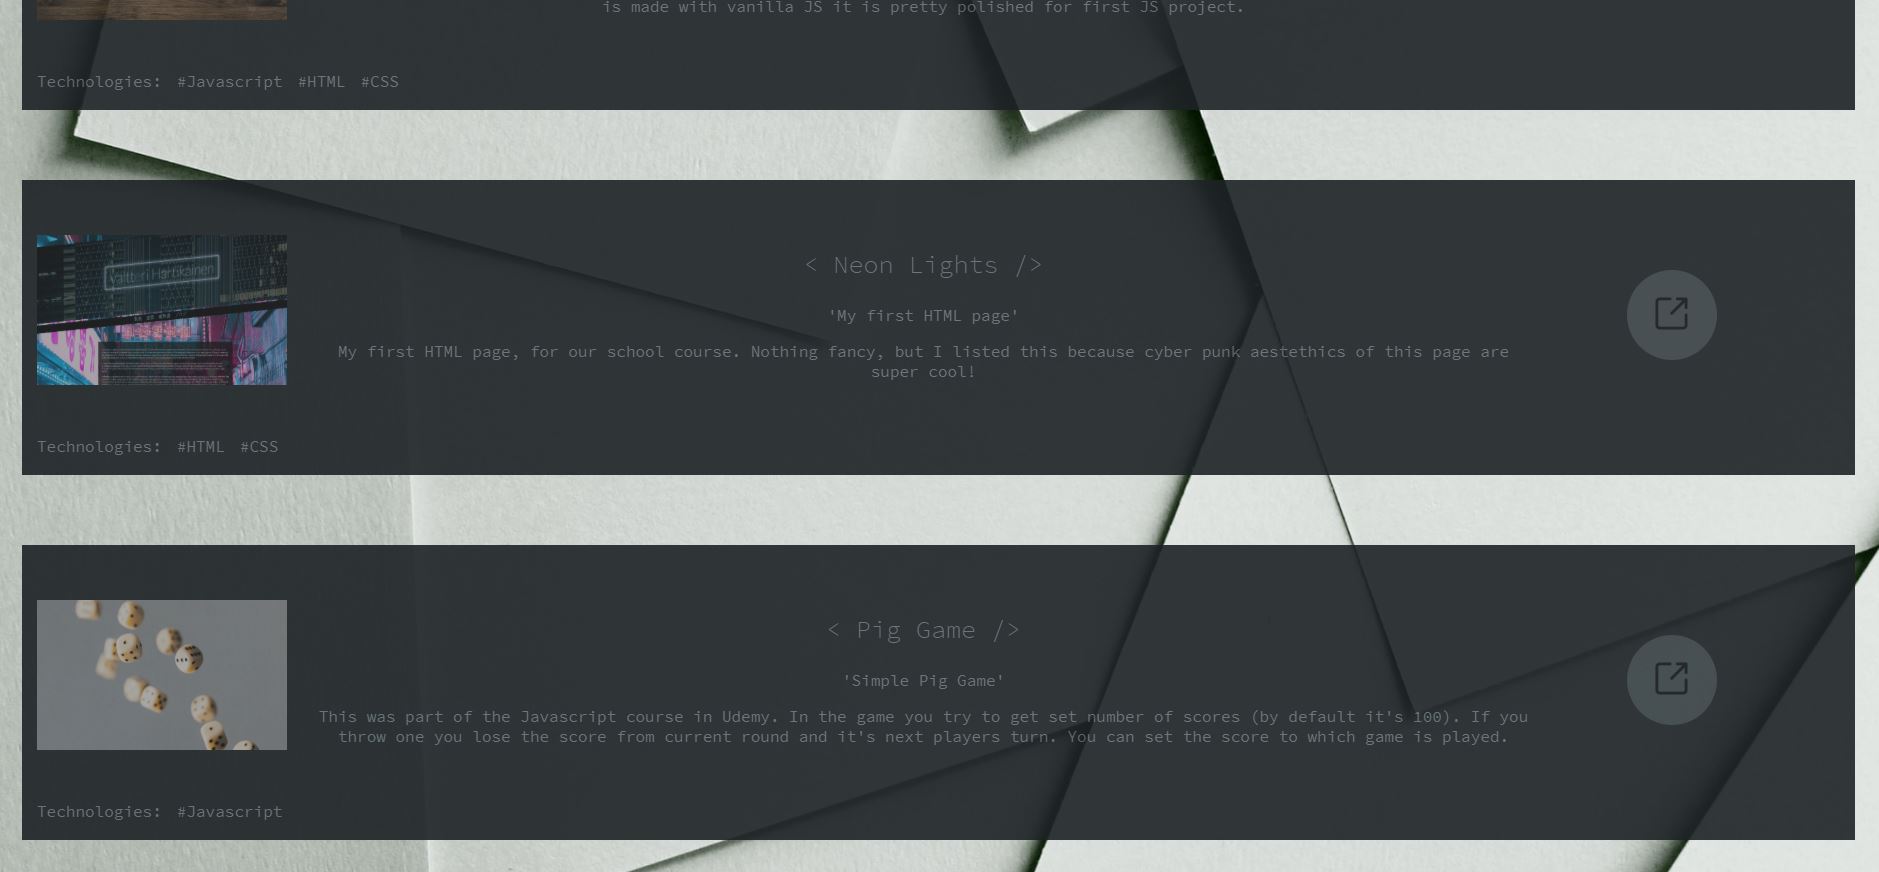 is made with vanilla JS it is pretty polished for first JS project.
Technologies: #Javascript #HTML #CSS
Valtteri Hartikainen
< Neon Lights />
'My first HTML page'
My first HTML page, for our school course. Nothing fancy, but I listed this because cyber punk aestethics of this page are
super cool!
Technologies: #HTML #CSS
< Pig Game />
'Simple Pig Game'
This was part of the Javascript course in Udemy. In the game you try to get set number of scores (by default it's 100). If you
throw one you lose the score from current round and it's next players turn. You can set the score to which game is played.
Technologies: #Javascript